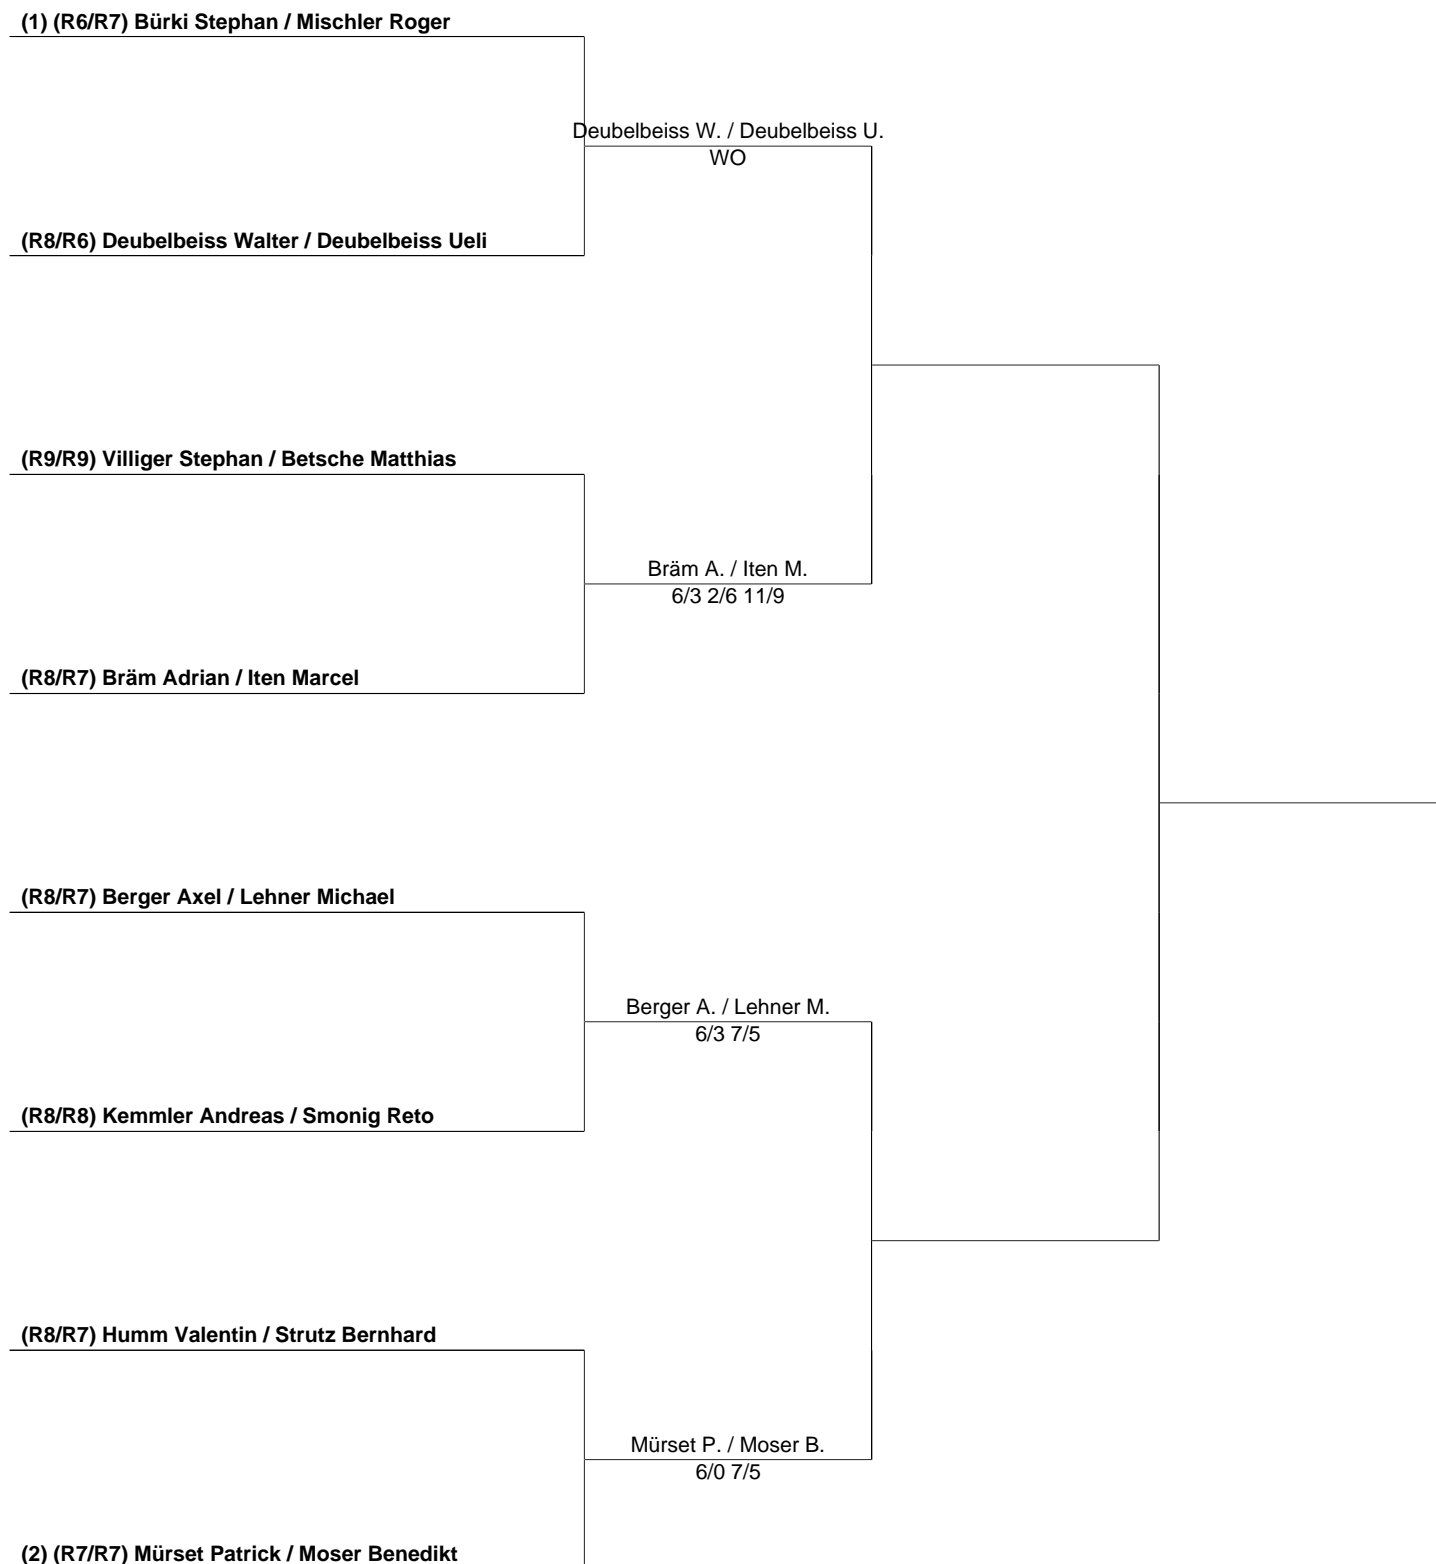 (1) (R6/R7) Bürki Stephan / Mischler Roger
Deubelbeiss W. / Deubelbeiss U.
WO
(R8/R6) Deubelbeiss Walter / Deubelbeiss Ueli
(R9/R9) Villiger Stephan / Betsche Matthias
Bräm A. / Iten M.
6/3 2/6 11/9
(R8/R7) Bräm Adrian / Iten Marcel
(R8/R7) Berger Axel / Lehner Michael
Berger A. / Lehner M.
6/3 7/5
(R8/R8) Kemmler Andreas / Smonig Reto
(R8/R7) Humm Valentin / Strutz Bernhard
Mürset P. / Moser B.
6/0 7/5
(2) (R7/R7) Mürset Patrick / Moser Benedikt